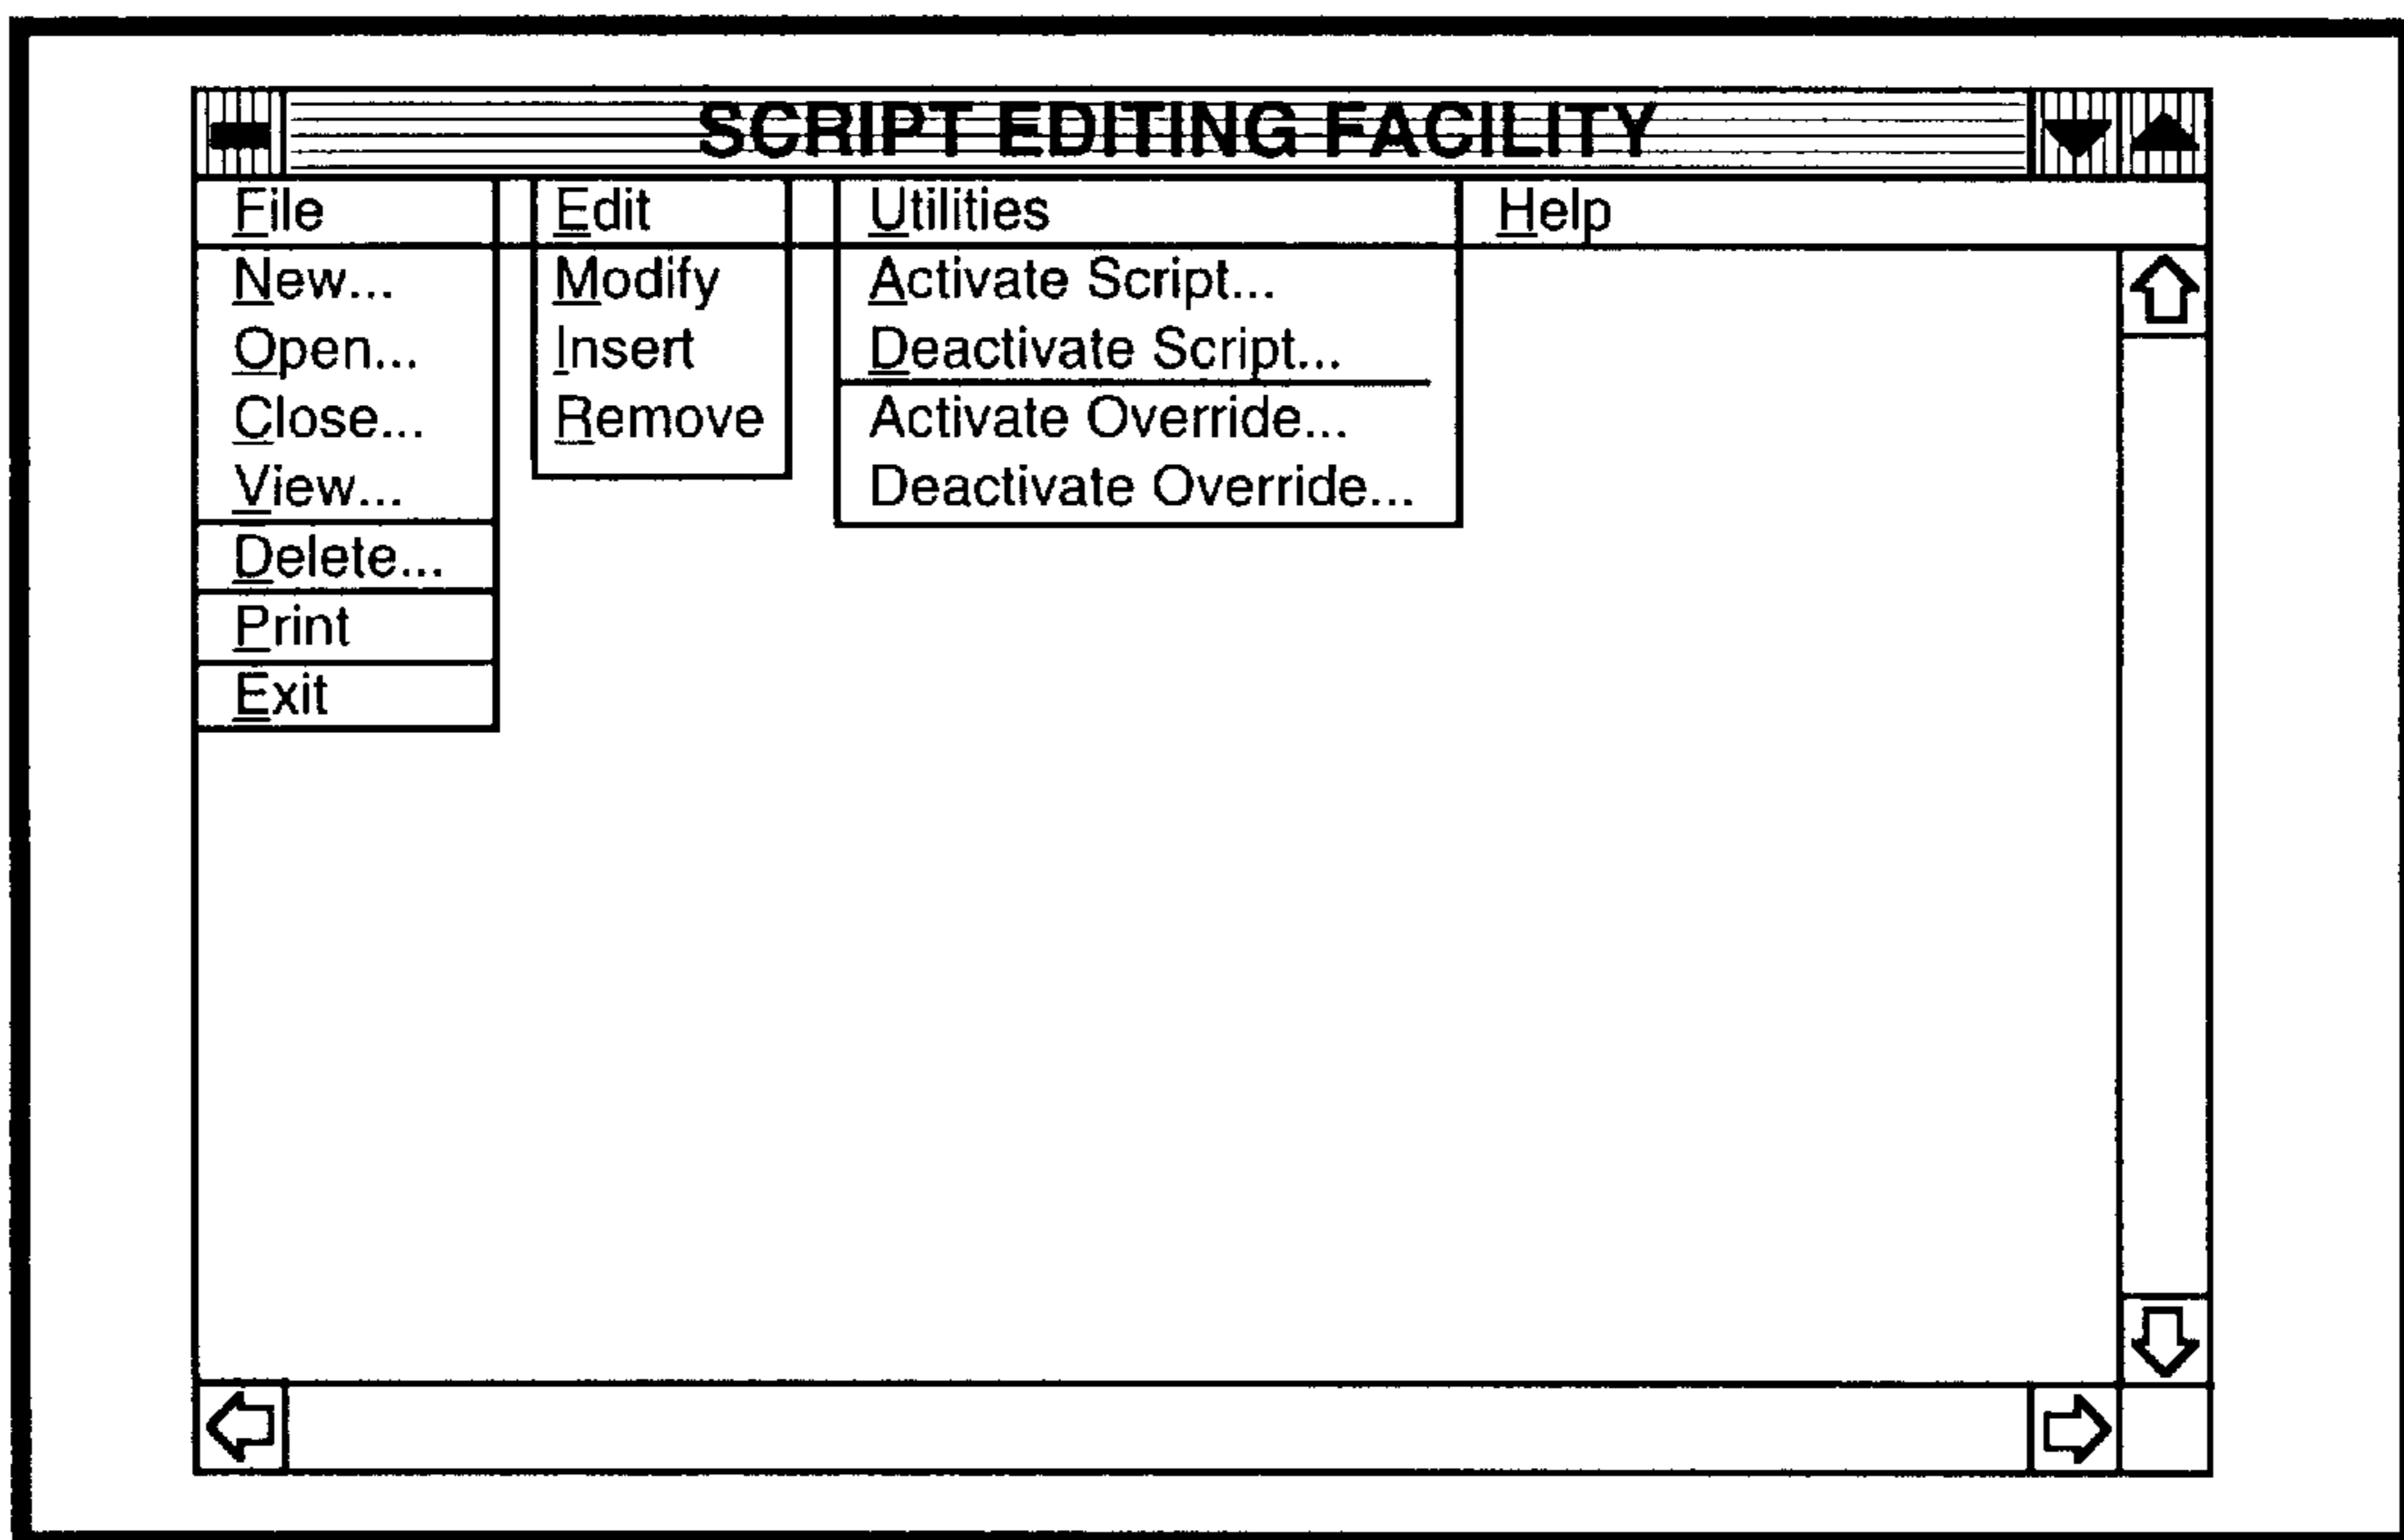 SCRIPT EDITING FACILITY
File Edit Utilities Help
New... Modify Activate Script...
Open... Insert Deactivate Script...
Close... Remove Activate Override...
View... Deactivate Override...
Delete...
Print
Exit